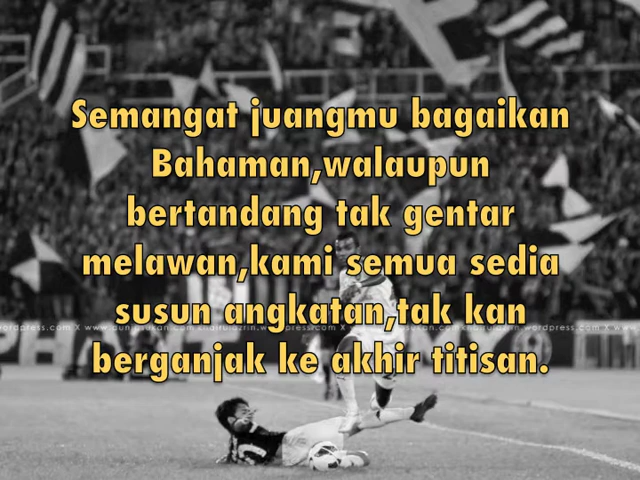 Semangat juangmu bagaikan
Bahaman,walaupun
bertandang tak gentar
melawan,kami semua sedia
susun angkatan,tak kan
berganjak ke akhir titisan.